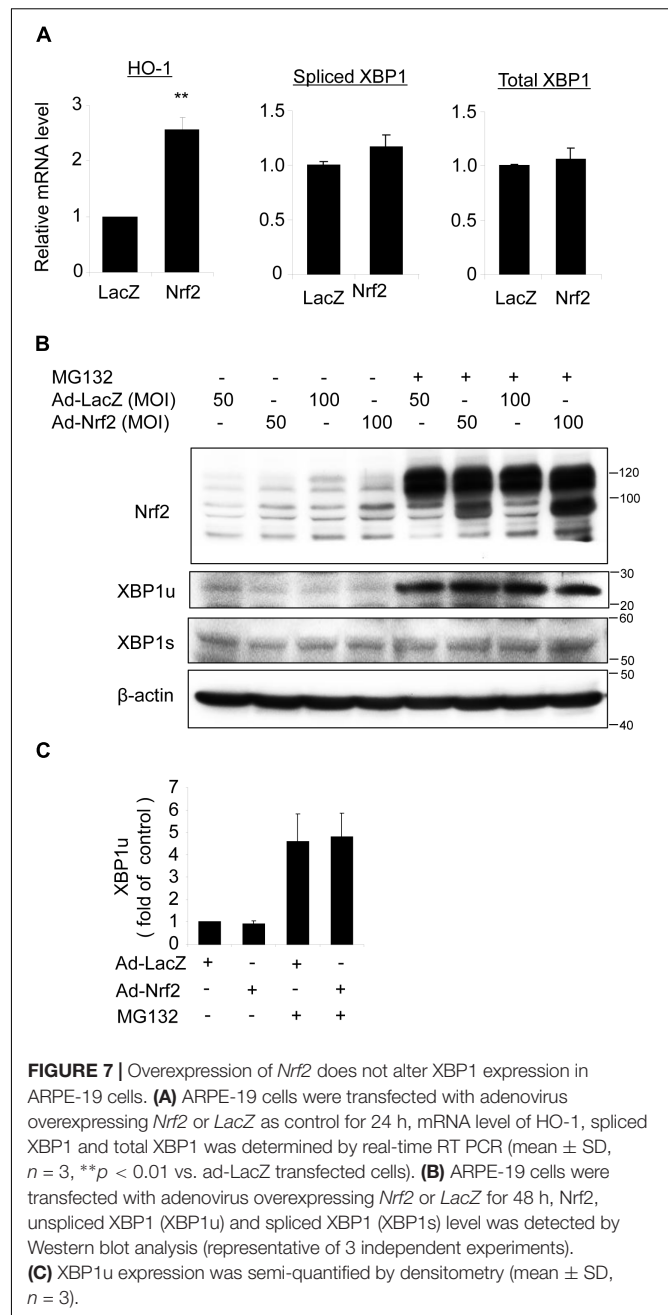 A
HO-1
Spliced XBP1
Total XBP1
Relative mRNA level
3
2
1
0
**
LacZ
Nrf2
1.5
1.0
0.5
0
LacZ
Nrf2
1.5
1.0
0.5
0
LacZ
Nrf2
B
MG132 - - - - + + + +
Ad-LacZ (MOI) 50 - 100 - 50 - 100 -
Ad-Nrf2 (MOI) - 50 - 100 - 50 - 100
Nrf2
120
100
XBP1u
30
20
XBP1s
60
50
β-actin
50
40
C
XBP1u
( fold of control )
7
6
5
4
3
2
1
0
Ad-LacZ + - + -
Ad-Nrf2 - + - +
MG132 - - + +
FIGURE 7 | Overexpression of Nrf2 does not alter XBP1 expression in
ARPE-19 cells. (A) ARPE-19 cells were transfected with adenovirus
overexpressing Nrf2 or LacZ as control for 24 h, mRNA level of HO-1, spliced
XBP1 and total XBP1 was determined by real-time RT PCR (mean ± SD,
n = 3, **p < 0.01 vs. ad-LacZ transfected cells). (B) ARPE-19 cells were
transfected with adenovirus overexpressing Nrf2 or LacZ for 48 h, Nrf2,
unspliced XBP1 (XBP1u) and spliced XBP1 (XBP1s) level was detected by
Western blot analysis (representative of 3 independent experiments).
(C) XBP1u expression was semi-quantified by densitometry (mean ± SD,
n = 3).